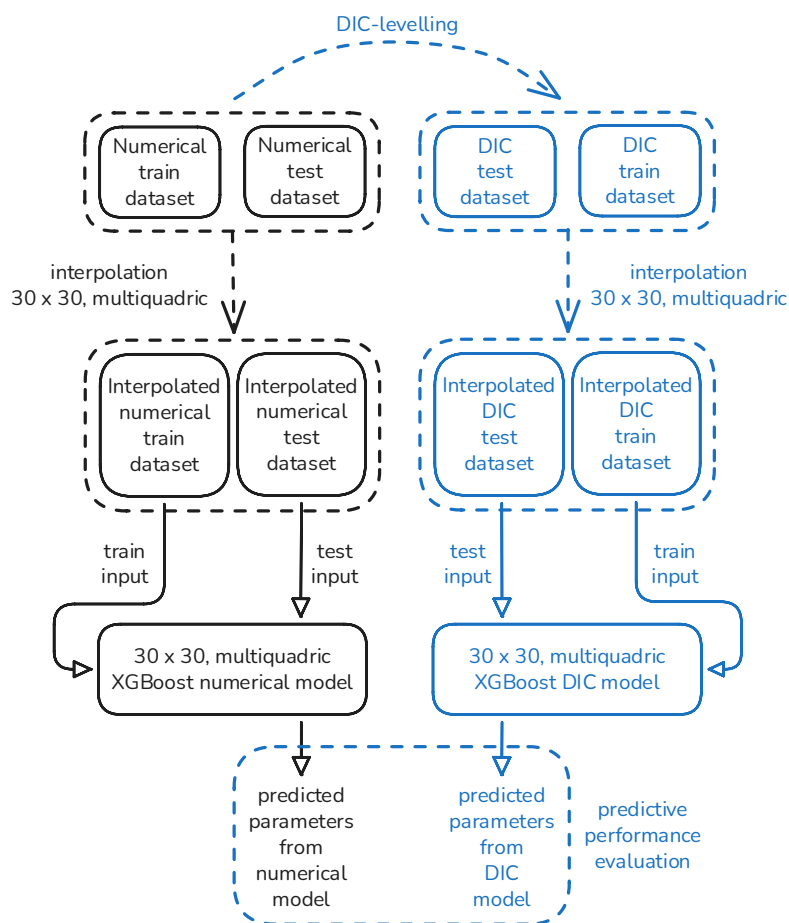 DIC-levelling
Numerical
train
dataset
Numerical
test
dataset
DIC
test
dataset
DIC
train
dataset
interpolation
30 x 30, multiquadric
interpolation
30 x 30, multiquadric
Interpolated
numerical
train
dataset
Interpolated
numerical
test
dataset
Interpolated
DIC
test
dataset
Interpolated
DIC
train
dataset
train
input
test
input
test
input
train
input
30 x 30, multiquadric
XGBoost numerical model
30 x 30, multiquadric
XGBoost DIC model
predicted
parameters
from
numerical
model
predicted
parameters
from
DIC
model
predictive
performance
evaluation